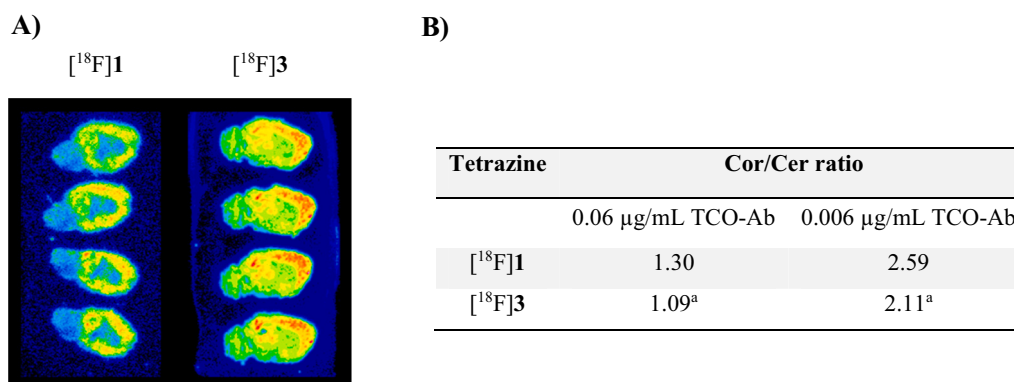 A)
[¹⁸F]1 [¹⁸F]3
B)
Tetrazine Cor/Cer ratio
0.06 µg/mL TCO-Ab 0.006 µg/mL TCO-Ab
[¹⁸F]1 1.30 2.59
[¹⁸F]3 1.09ᵃ 2.11ᵃ